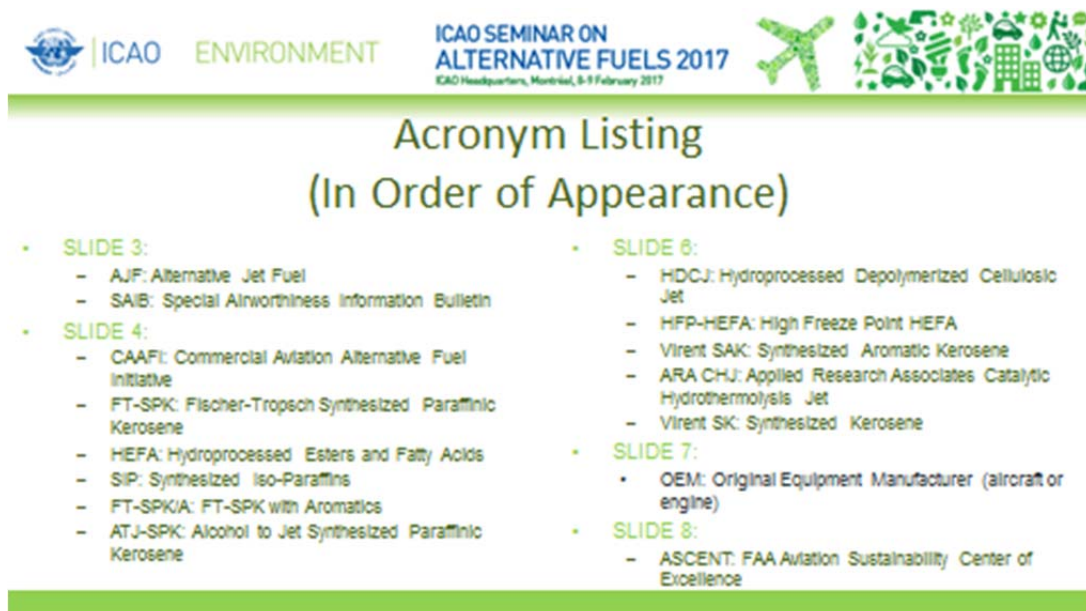 ICAO ENVIRONMENT
ICAO SEMINAR ON
ALTERNATIVE FUELS 2017
ICAO Headquarters, Montréal, 8-9 February 2017
Acronym Listing
(In Order of Appearance)
• SLIDE 3:
– AJF: Alternative Jet Fuel
– SAIB: Special Airworthiness Information Bulletin
• SLIDE 4:
– CAAFI: Commercial Aviation Alternative Fuel
Initiative
– FT-SPK: Fischer-Tropsch Synthesized Paraffinic
Kerosene
– HEFA: Hydroprocessed Esters and Fatty Acids
– SIP: Synthesized Iso-Paraffins
– FT-SPK/A: FT-SPK with Aromatics
– ATJ-SPK: Alcohol to Jet Synthesized Paraffinic
Kerosene
• SLIDE 6:
– HDCJ: Hydroprocessed Depolymerized Cellulosic
Jet
– HFP-HEFA: High Freeze Point HEFA
– Virent SAK: Synthesized Aromatic Kerosene
– ARA CHJ: Applied Research Associates Catalytic
Hydrothermolysis Jet
– Virent SK: Synthesized Kerosene
• SLIDE 7:
• OEM: Original Equipment Manufacturer (aircraft or
engine)
• SLIDE 8:
– ASCENT: FAA Aviation Sustainability Center of
Excellence